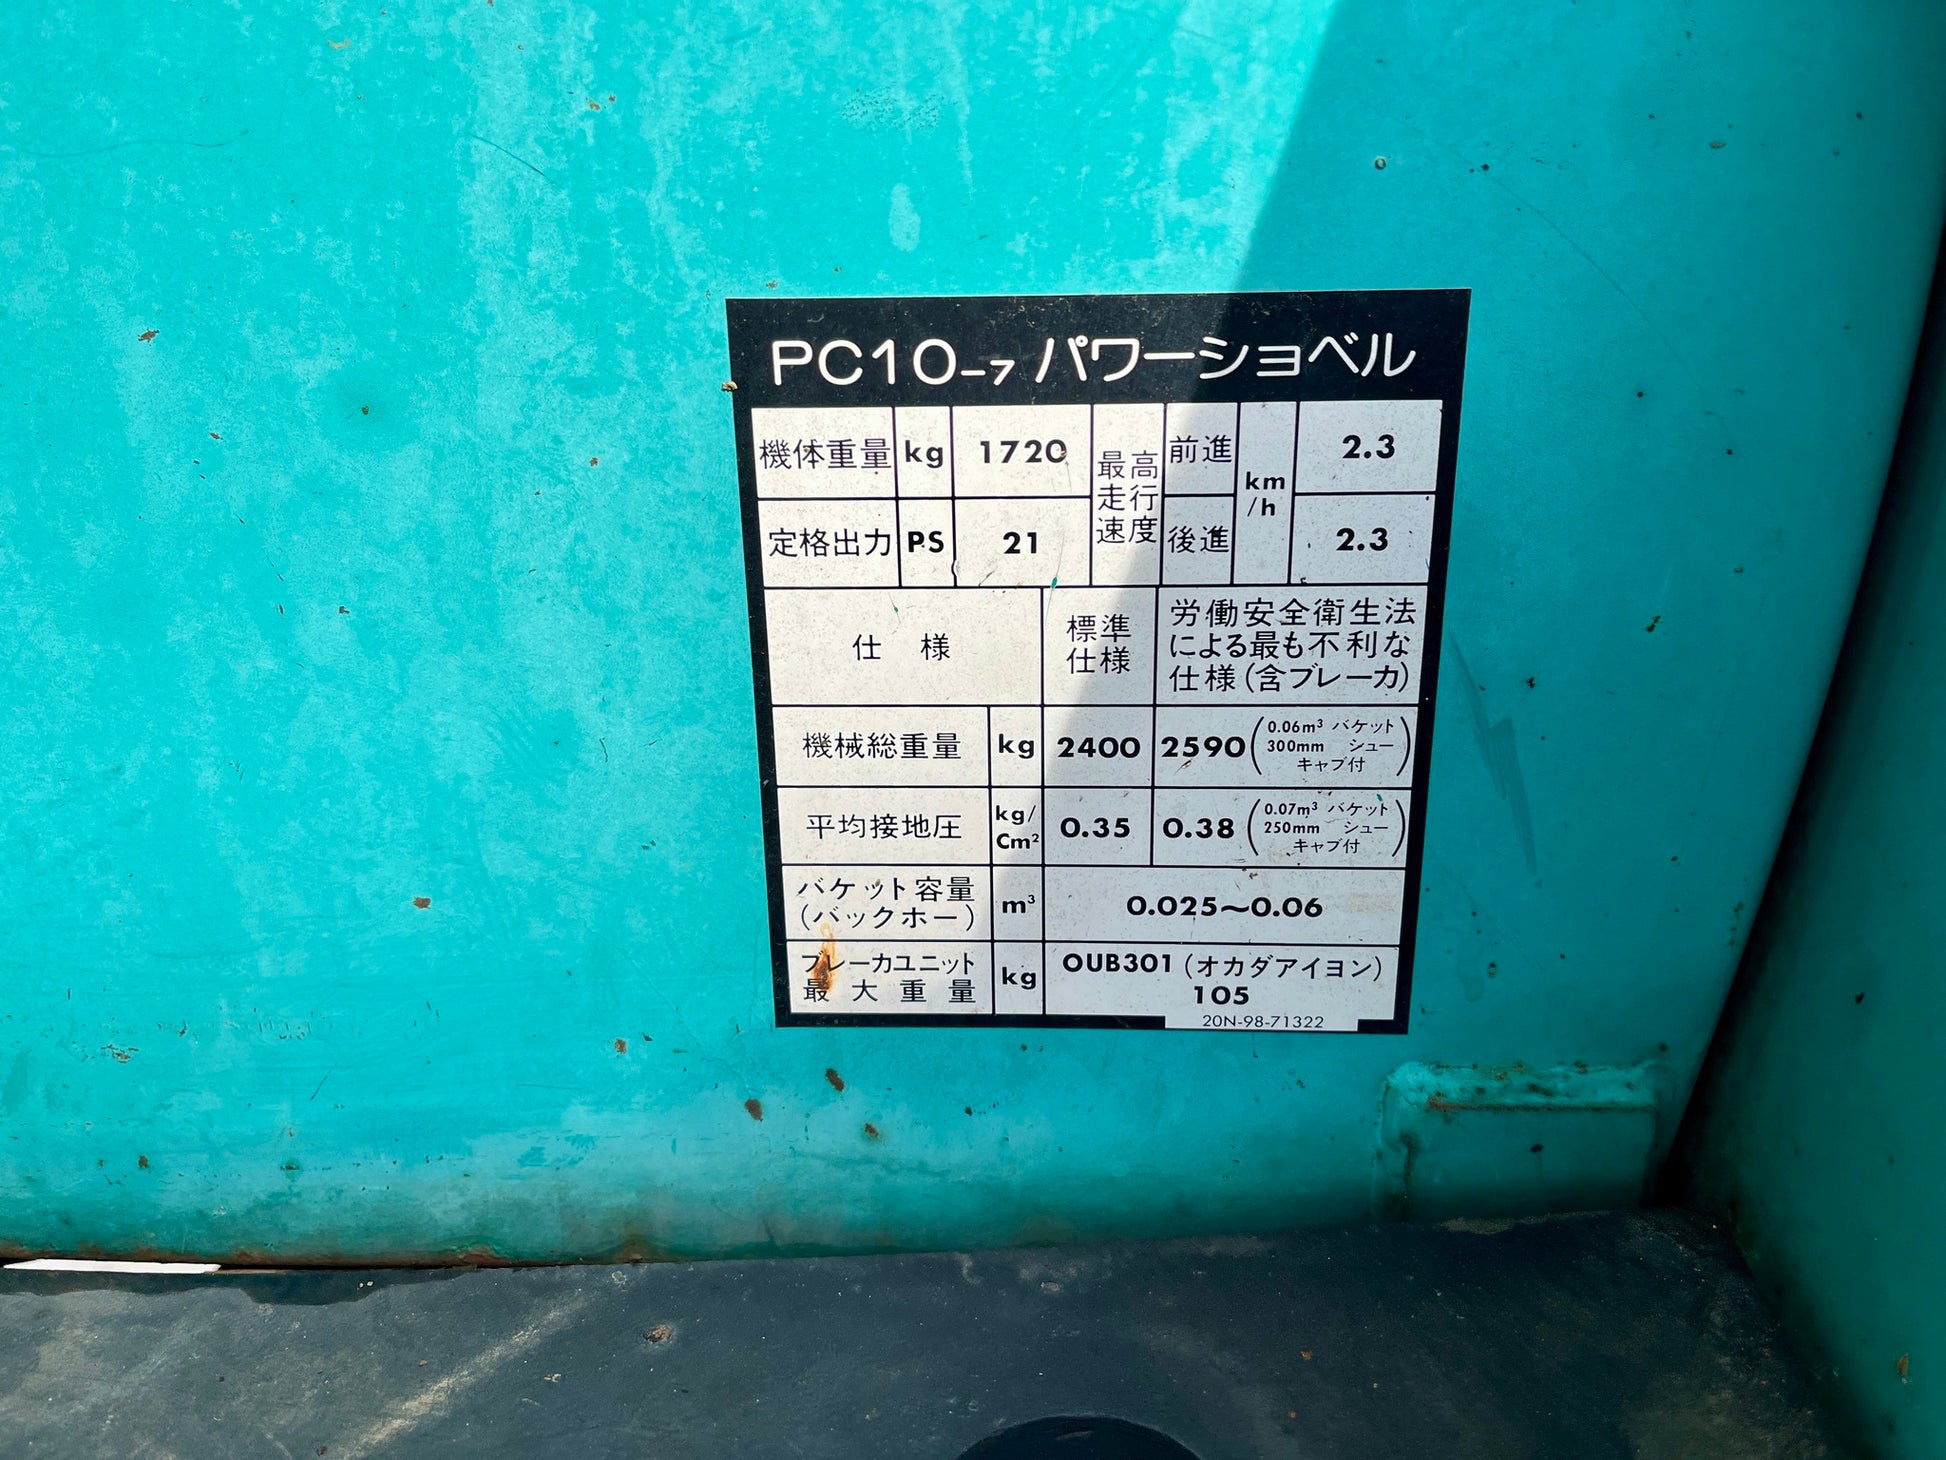 PC10-7 パワーショベル
機体重量 kg 1720 最高走行速度 前進 km/h 2.3
定格出力 PS 21 後進 2.3
仕様 標準仕様 労働安全衛生法による最も不利な仕様(含ブレーカ)
機械総重量 kg 2400 2590 (0.06m³ バケット 300mm シュー キャブ付)
平均接地圧 kg/Cm² 0.35 0.38 (0.07m³ バケット 250mm シュー キャブ付)
バケット容量(バックホー) m³ 0.025～0.06
ブレーカユニット最大重量 kg OUB301(オカダアイヨン) 105
20N-98-71322